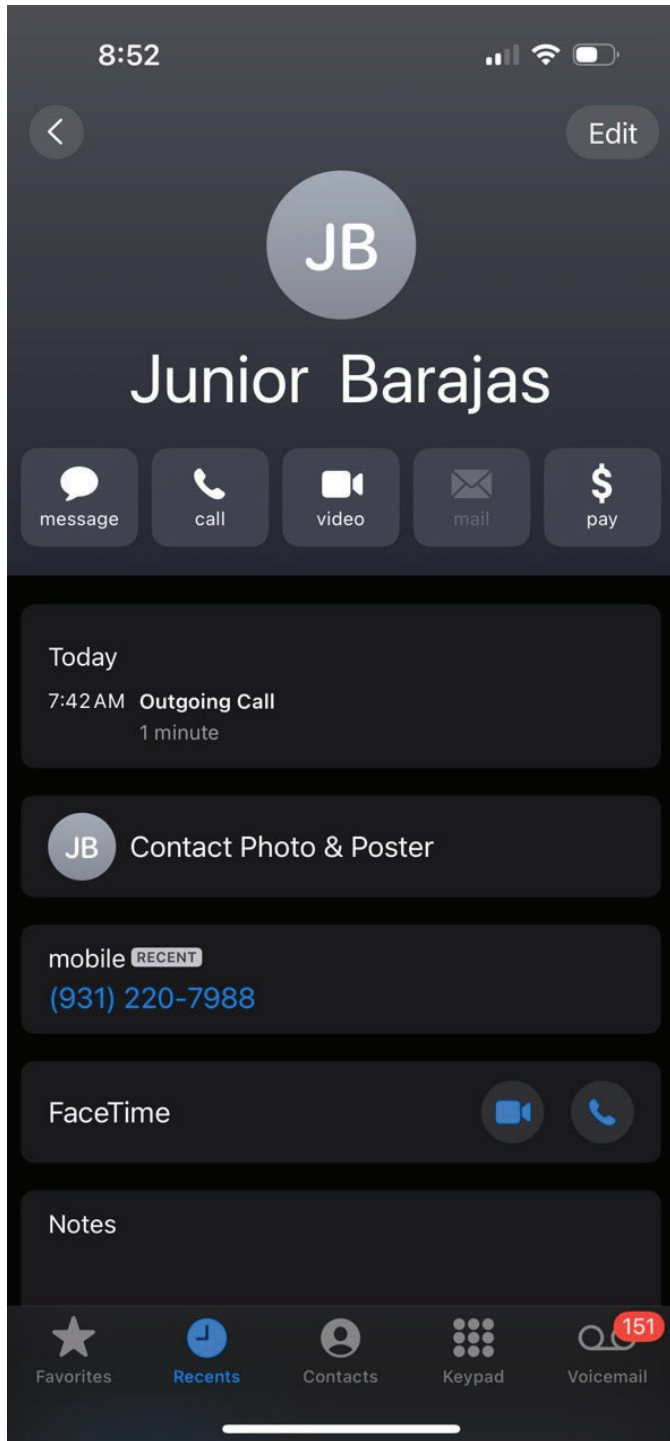 8:52
Edit
JB
Junior Barajas
message call video mail pay
Today
7:42 AM Outgoing Call
1 minute
JB Contact Photo & Poster
mobile RECENT
(931) 220-7988
FaceTime
Notes
151
Favorites Recents Contacts Keypad Voicemail